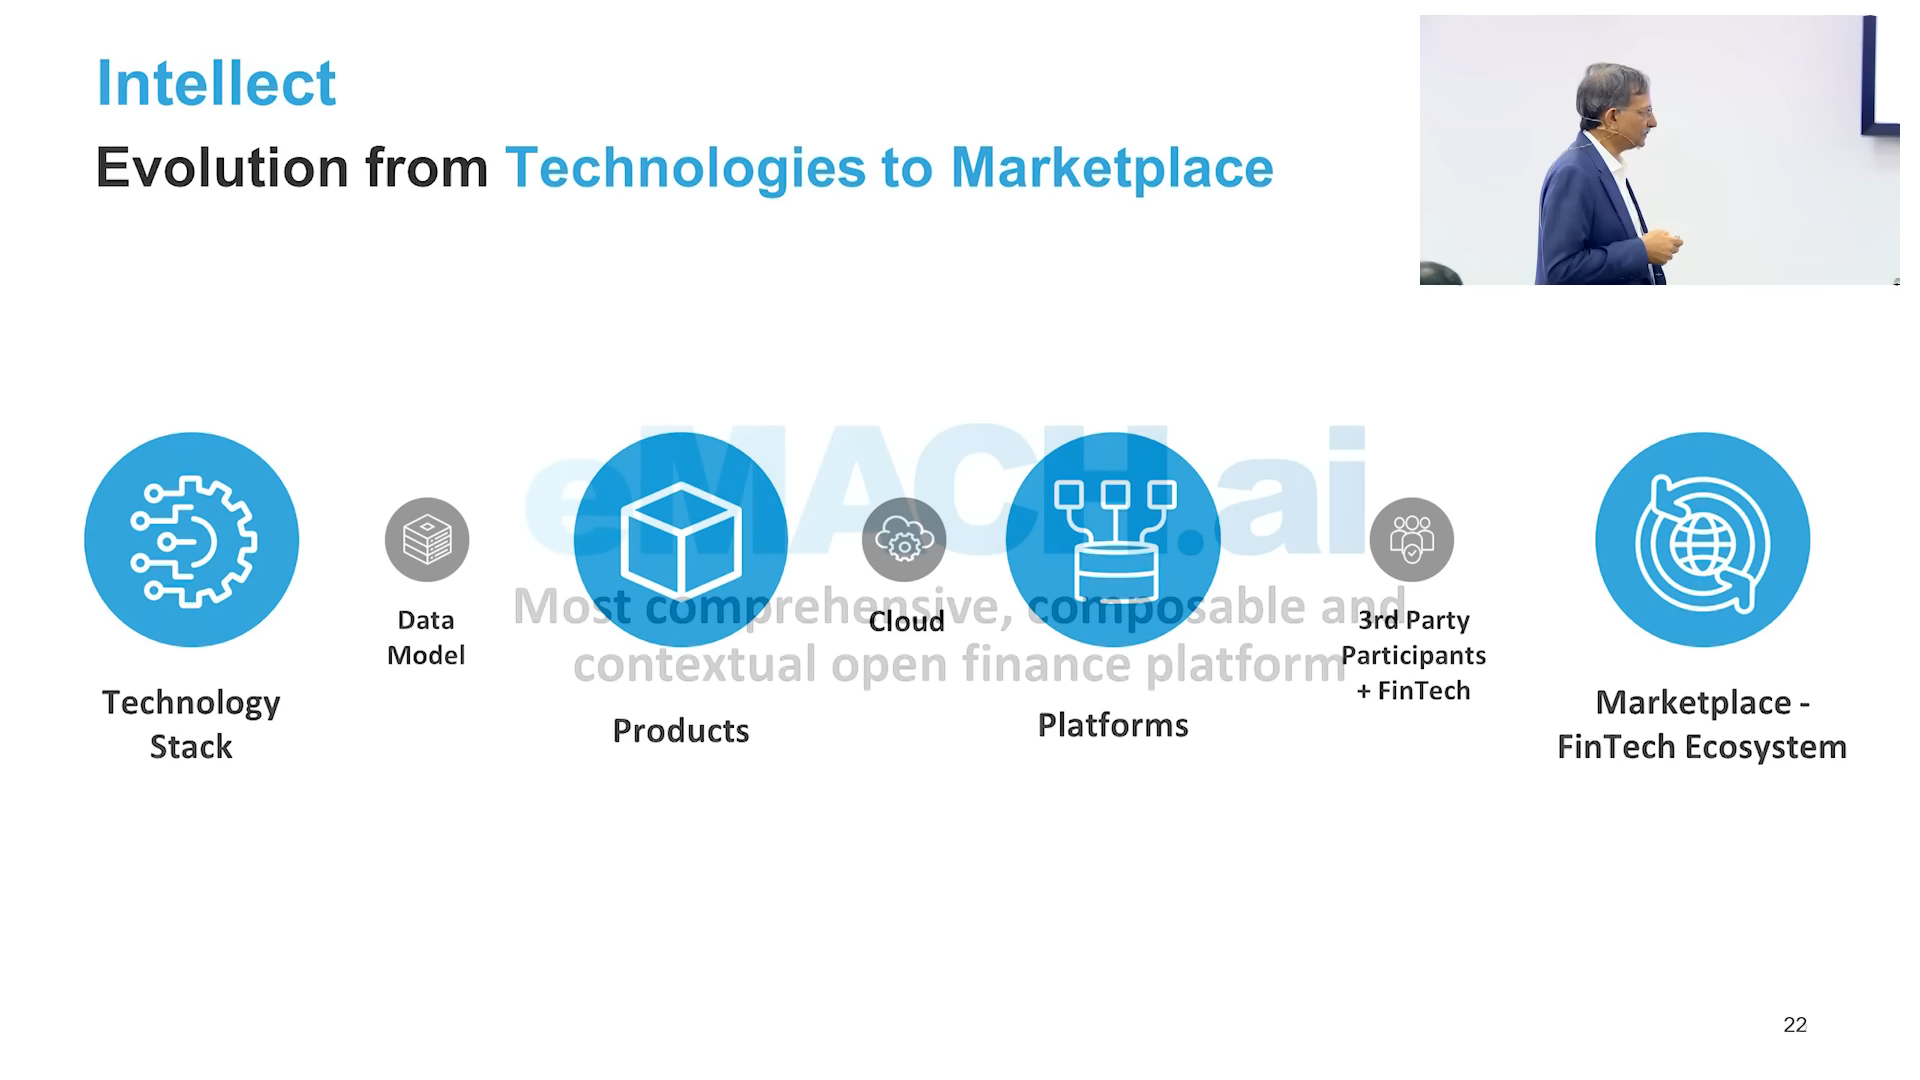 Intellect
Evolution from Technologies to Marketplace
eMACH.ai
Most comprehensive, composable and
contextual open finance platform
Technology
Stack
Data
Model
Products
Cloud
Platforms
3rd Party
Participants
+ FinTech
Marketplace -
FinTech Ecosystem
22